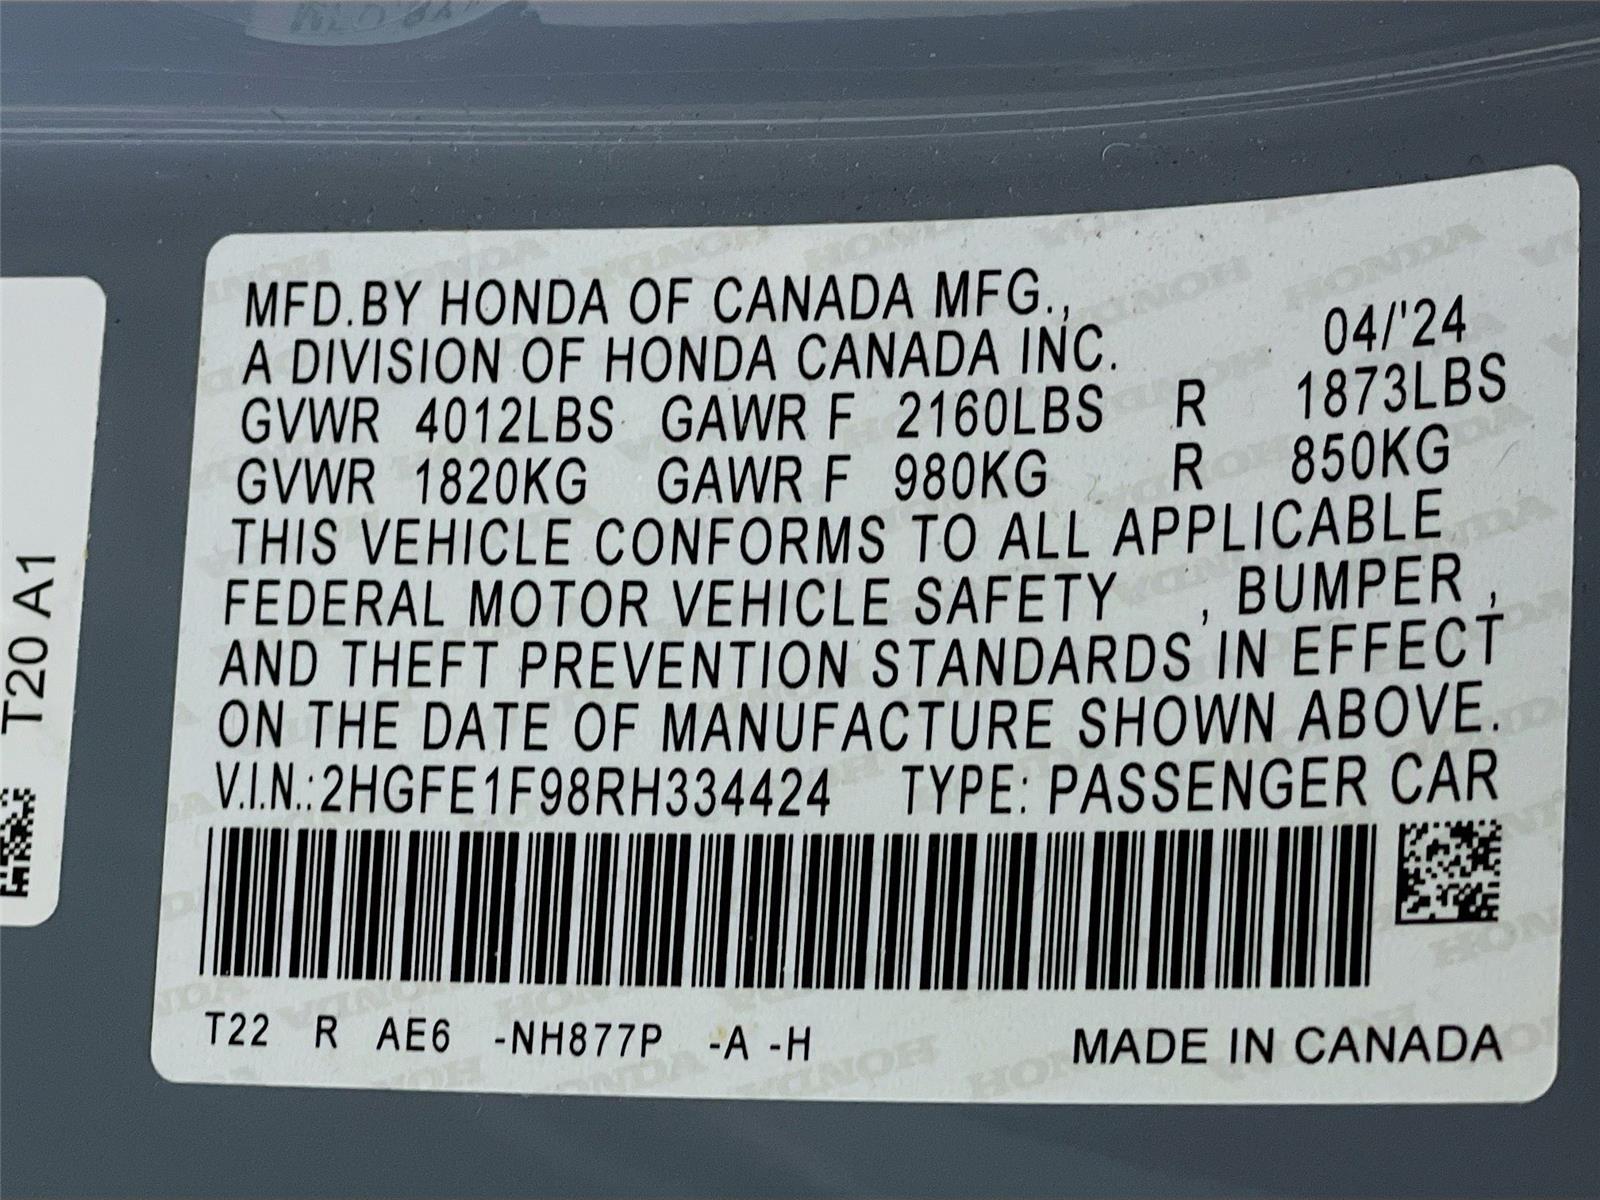 MFD.BY HONDA OF CANADA MFG.,
A DIVISION OF HONDA CANADA INC. 04/'24
GVWR 4012LBS GAWR F 2160LBS R 1873LBS
GVWR 1820KG GAWR F 980KG R 850KG
THIS VEHICLE CONFORMS TO ALL APPLICABLE
FEDERAL MOTOR VEHICLE SAFETY , BUMPER ,
AND THEFT PREVENTION STANDARDS IN EFFECT
ON THE DATE OF MANUFACTURE SHOWN ABOVE.
V.I.N.:2HGFE1F98RH334424 TYPE: PASSENGER CAR
T22 R AE6 -NH877P -A -H MADE IN CANADA
T20 A1